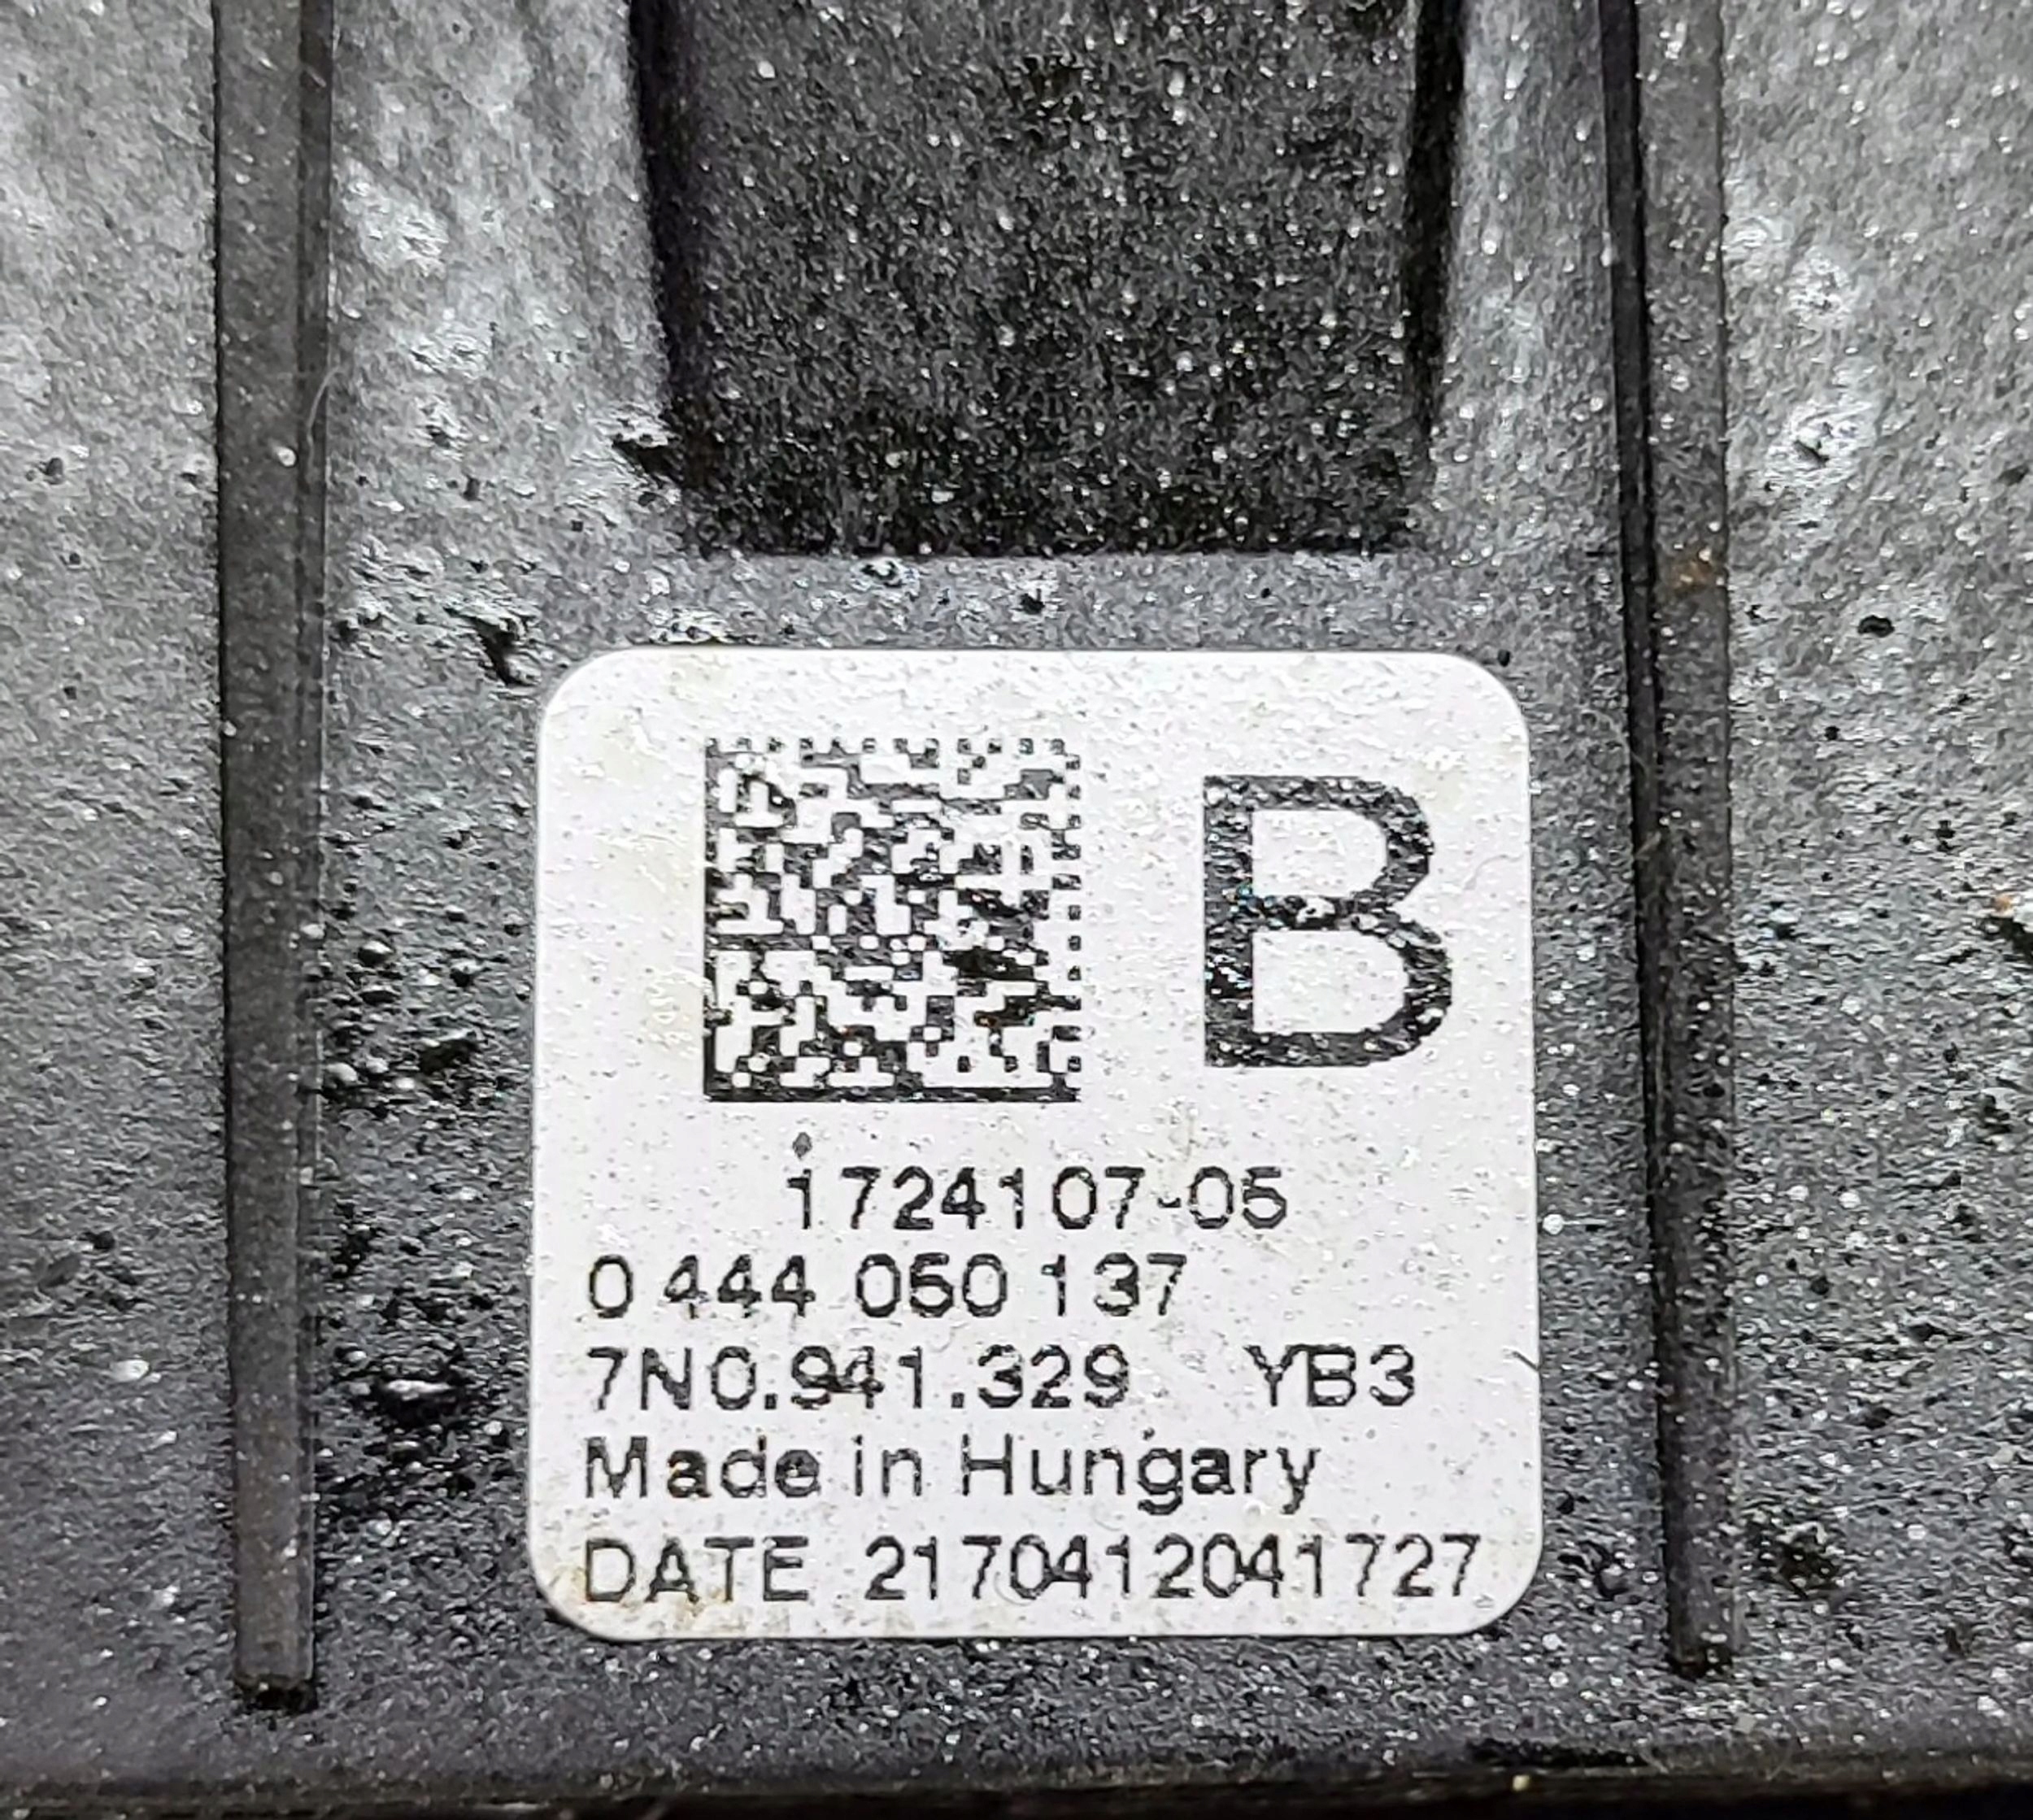 B
1724107-05
0 444 050 137
7N0.941.329 YB3
Made in Hungary
DATE 2170412041727